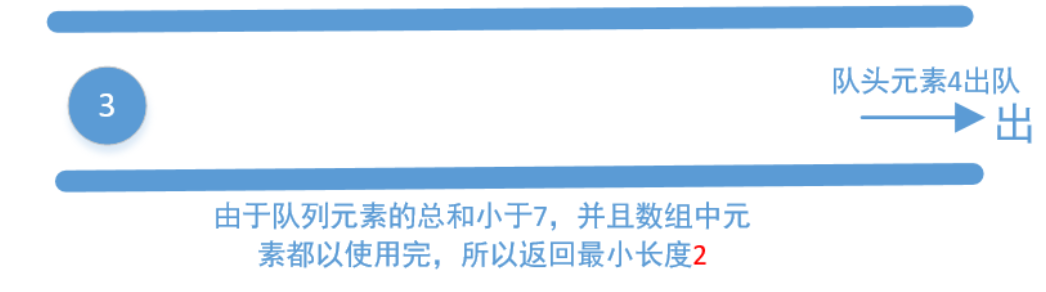 3
队头元素4出队
出
由于队列元素的总和小于7，并且数组中元
素都以使用完，所以返回最小长度2